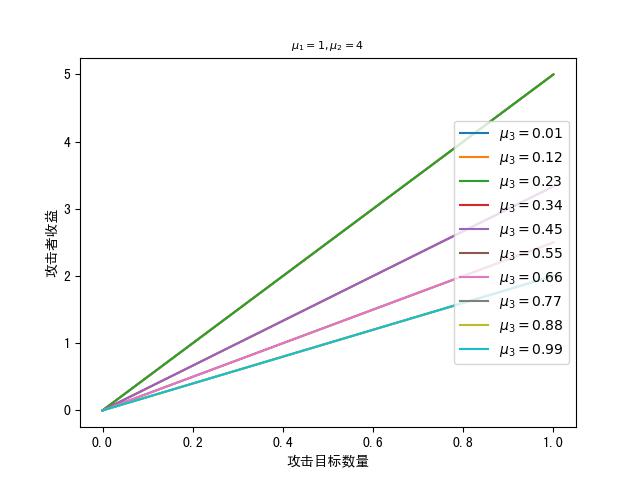 μ₁ = 1, μ₂ = 4
5
4
3
2
1
0
攻击者收益
μ₃ = 0.01
μ₃ = 0.12
μ₃ = 0.23
μ₃ = 0.34
μ₃ = 0.45
μ₃ = 0.55
μ₃ = 0.66
μ₃ = 0.77
μ₃ = 0.88
μ₃ = 0.99
0.0 0.2 0.4 0.6 0.8 1.0
攻击目标数量